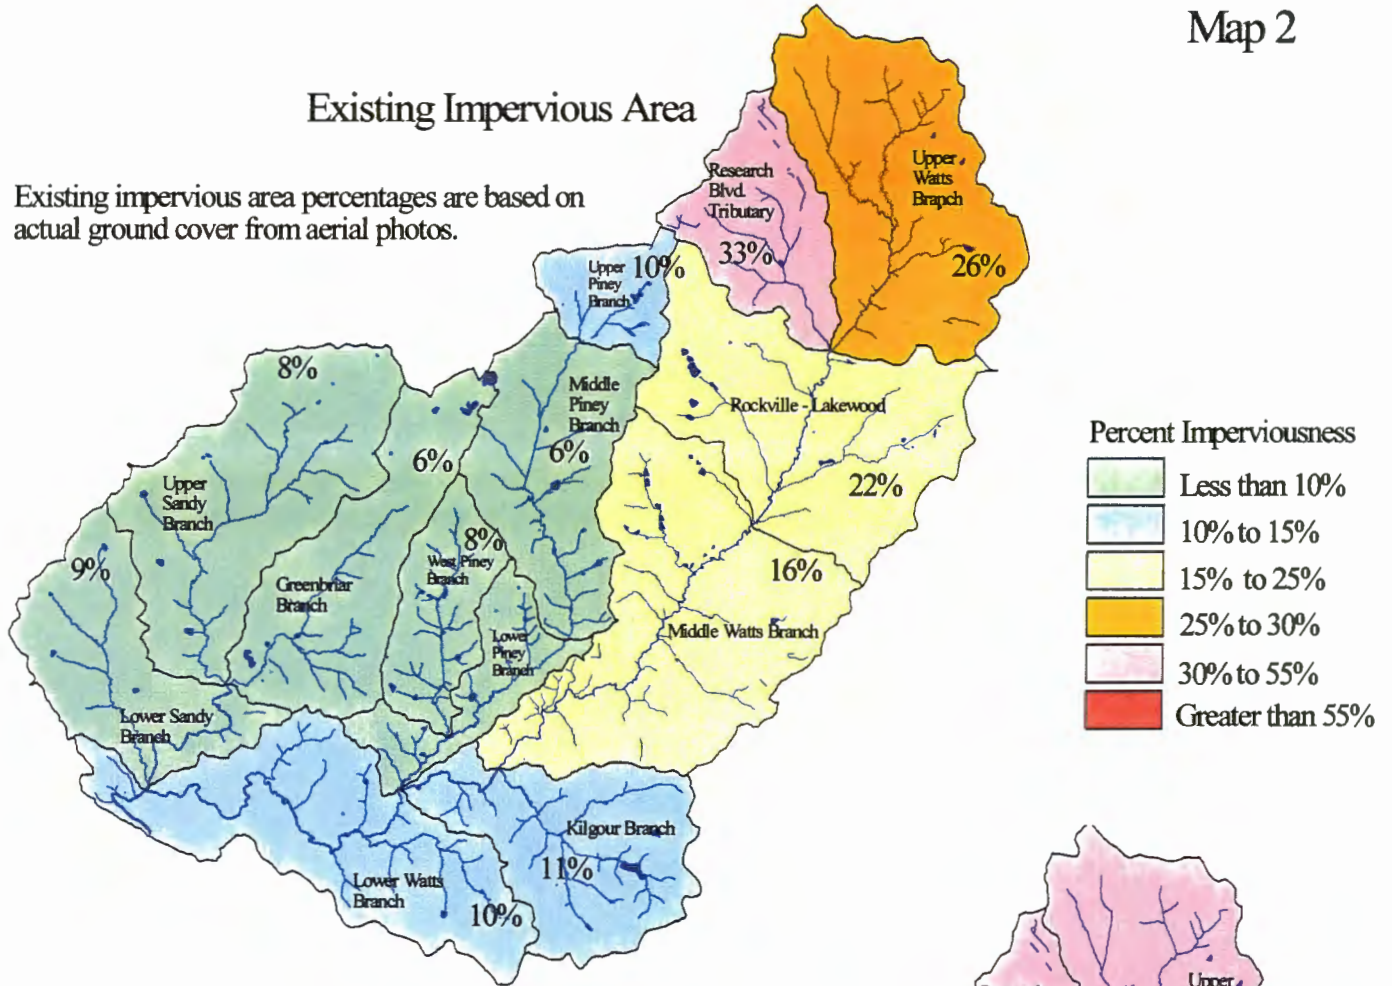 Map 2
Existing Impervious Area
Existing impervious area percentages are based on
actual ground cover from aerial photos.
Research
Blvd.
Tributary
33%
Upper
Watts
Branch
26%
Upper
Piney
Branch
10%
8%
Middle
Piney
Branch
6%
6%
Rockville - Lakewood
22%
Upper
Sandy
Branch
9%
Greenbriar
Branch
8%
West Piney
Branch
16%
Middle Watts Branch
Lower
Piney
Branch
Lower Sandy
Branch
Kilgour Branch
11%
Lower Watts
Branch
10%
Percent Imperviousness
Less than 10%
10% to 15%
15% to 25%
25% to 30%
30% to 55%
Greater than 55%
Upper